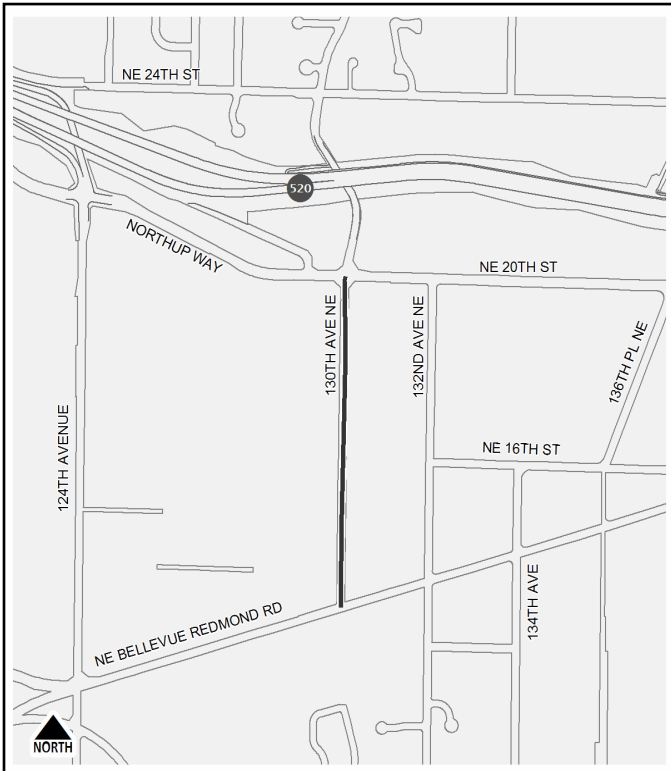 NE 24TH ST
520
NORTHUP WAY
NE 20TH ST
130TH AVE NE
132ND AVE NE
136TH PL NE
124TH AVENUE
NE 16TH ST
134TH AVE
NE BELLEVUE REDMOND RD
NORTH